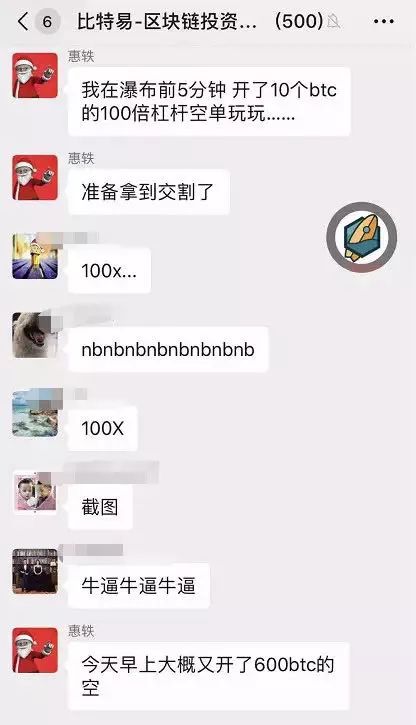 6
比特易-区块链投资... (500)
惠轶
我在瀑布前5分钟 开了10个btc
的100倍杠杆空单玩玩......
惠轶
准备拿到交割了
100x...
nbnbnbnbnbnbnbnb
100X
截图
牛逼牛逼牛逼
惠轶
今天早上大概又开了600btc的
空